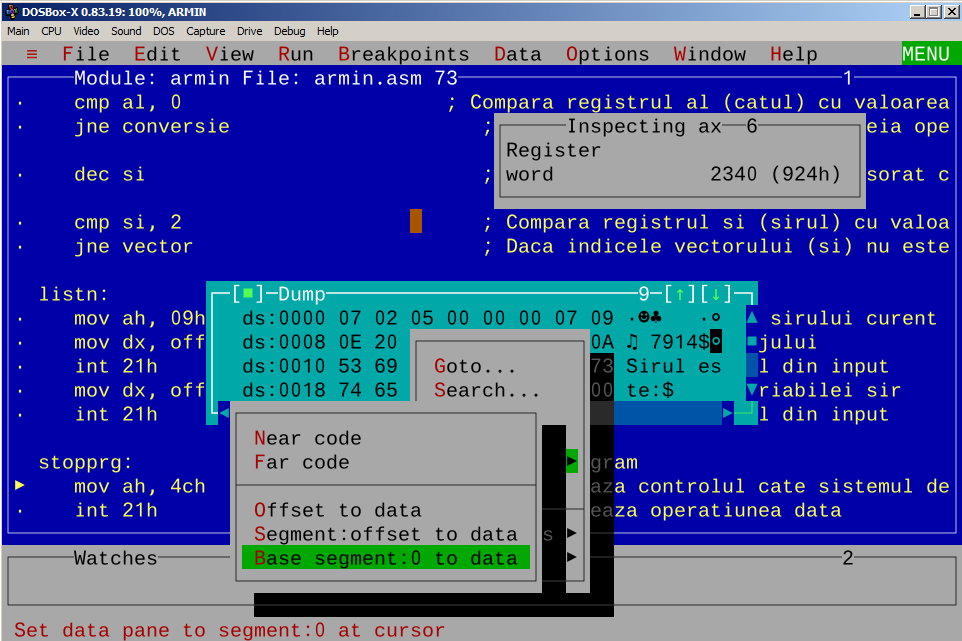 DOSBox-X 0.83.19: 100%, ARMIN
Main CPU Video Sound DOS Capture Drive Debug Help
≡ File Edit View Run Breakpoints Data Options Window Help MENU
Module: armin File: armin.asm 73 1
cmp al, 0 ; Compara registrul al (catul) cu valoarea
jne conversie ; eia ope
Inspecting ax 6
Register
word 2340 (924h)
dec si ; sorat c
cmp si, 2 ; Compara registrul si (sirul) cu valoa
jne vector ; Daca indicele vectorului (si) nu este
listn:
mov ah, 09h sirului curent
mov dx, off jului
int 21h l din input
mov dx, off riabilei sir
int 21h l din input
[■] Dump 9 [↑][↓]
ds:0000 07 02 05 00 00 00 07 09 ·☻♣ ·○
ds:0008 0E 20 0A ♫ 7914$○
ds:0010 53 69 73 Sirul es
ds:0018 74 65 00 te:$
Goto...
Search...
Near code
Far code
Offset to data
Segment:offset to data s
Base segment:0 to data
stopprg: gram
mov ah, 4ch aza controlul cate sistemul de
int 21h eaza operatiunea data
Watches 2
Set data pane to segment:0 at cursor